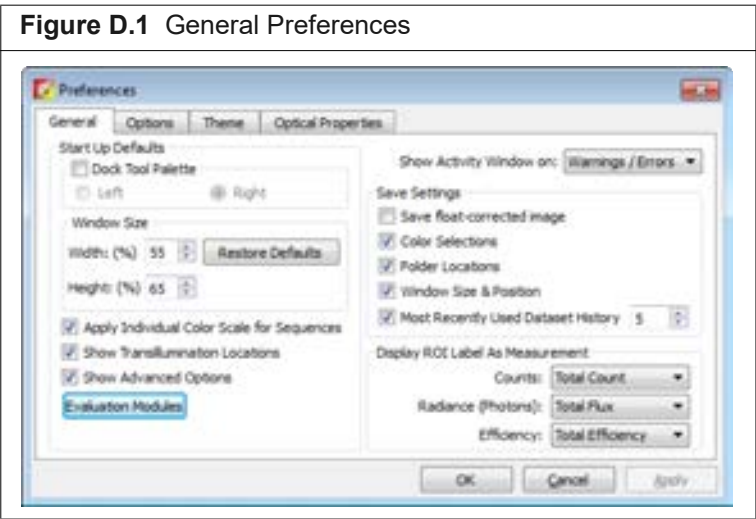 Figure D.1 General Preferences
Preferences
General Options Theme Optical Properties
Start Up Defaults
Dock Tool Palette
Left Right
Window Size
Width: (%) 55 Restore Defaults
Height: (%) 65
Apply Individual Color Scale for Sequences
Show Transillumination Locations
Show Advanced Options
Evaluation Modules
Show Activity Window on: Warnings / Errors
Save Settings
Save float-corrected image
Color Selections
Folder Locations
Window Size & Position
Most Recently Used Dataset History 5
Display ROI Label As Measurement
Counts: Total Count
Radiance (Photons): Total Flux
Efficiency: Total Efficiency
OK Cancel Apply